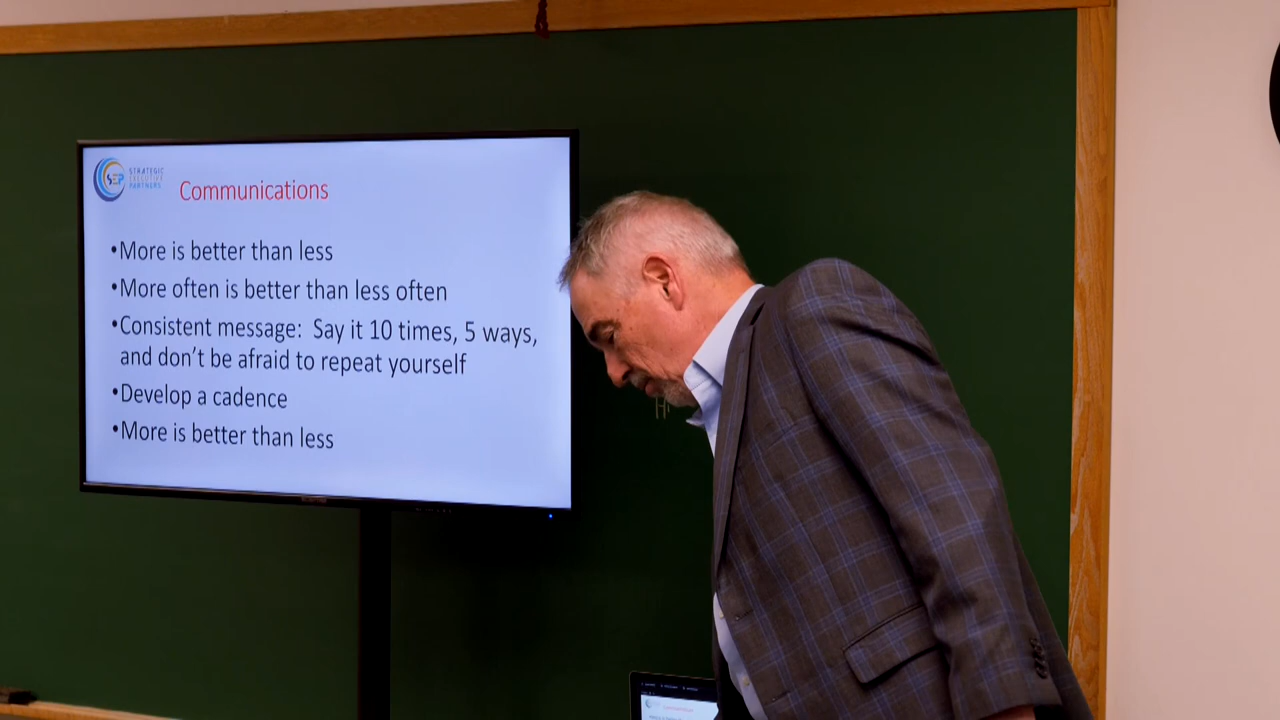 STRATEGIC
EXECUTIVE
PARTNERS
SEP
Communications
•More is better than less
•More often is better than less often
•Consistent message: Say it 10 times, 5 ways,
and don't be afraid to repeat yourself
•Develop a cadence
•More is better than less
Communications